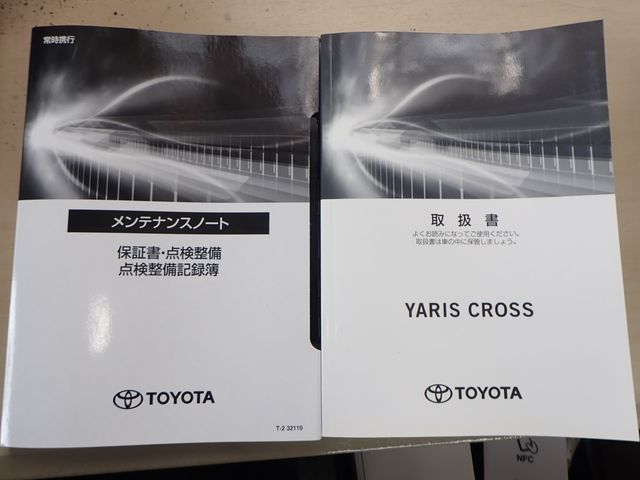 常時携行
メンテナンスノート
保証書・点検整備
点検整備記録簿
TOYOTA
T-2 32110
取扱書
よくお読みになってご使用ください。
取扱書は車の中に保管しましょう。
YARIS CROSS
TOYOTA
NFC